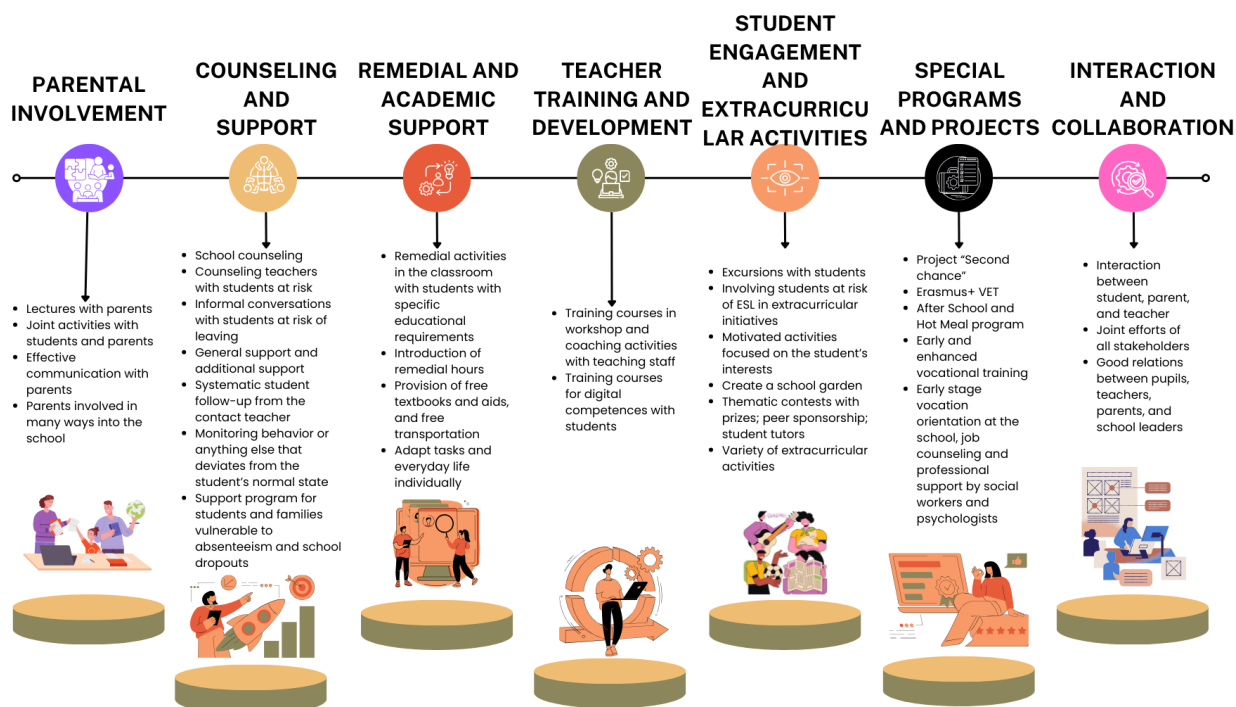 PARENTAL
INVOLVEMENT
• Lectures with parents
• Joint activities with
students and parents
• Effective
communication with
parents
• Parents involved in
many ways into the
school
COUNSELING
AND
SUPPORT
• School counseling
• Counseling teachers
with students at risk
• Informal conversations
with students at risk of
leaving
• General support and
additional support
• Systematic student
follow-up from the
contact teacher
• Monitoring behavior or
anything else that
deviates from the
student's normal state
• Support program for
students and families
vulnerable to
absenteeism and school
dropouts
REMEDIAL AND
ACADEMIC
SUPPORT
• Remedial activities
in the classroom
with students with
specific
educational
requirements
• Introduction of
remedial hours
• Provision of free
textbooks and aids,
and free
transportation
• Adapt tasks and
everyday life
individually
TEACHER
TRAINING AND
DEVELOPMENT
• Training courses in
workshop and
coaching activities
with teaching staff
• Training courses
for digital
competences with
students
STUDENT
ENGAGEMENT
AND
EXTRACURRICU
LAR ACTIVITIES
• Excursions with students
• Involving students at risk
of ESL in extracurricular
initiatives
• Motivated activities
focused on the student's
interests
• Create a school garden
• Thematic contests with
prizes; peer sponsorship;
student tutors
• Variety of extracurricular
activities
SPECIAL
PROGRAMS
AND PROJECTS
• Project “Second
chance”
• Erasmus+ VET
• After School and
Hot Meal program
• Early and
enhanced
vocational training
• Early stage
vocation
orientation at the
school, job
counseling and
professional
support by social
workers and
psychologists
INTERACTION
AND
COLLABORATION
• Interaction
between
student, parent,
and teacher
• Joint efforts of
all stakeholders
• Good relations
between pupils,
teachers,
parents, and
school leaders